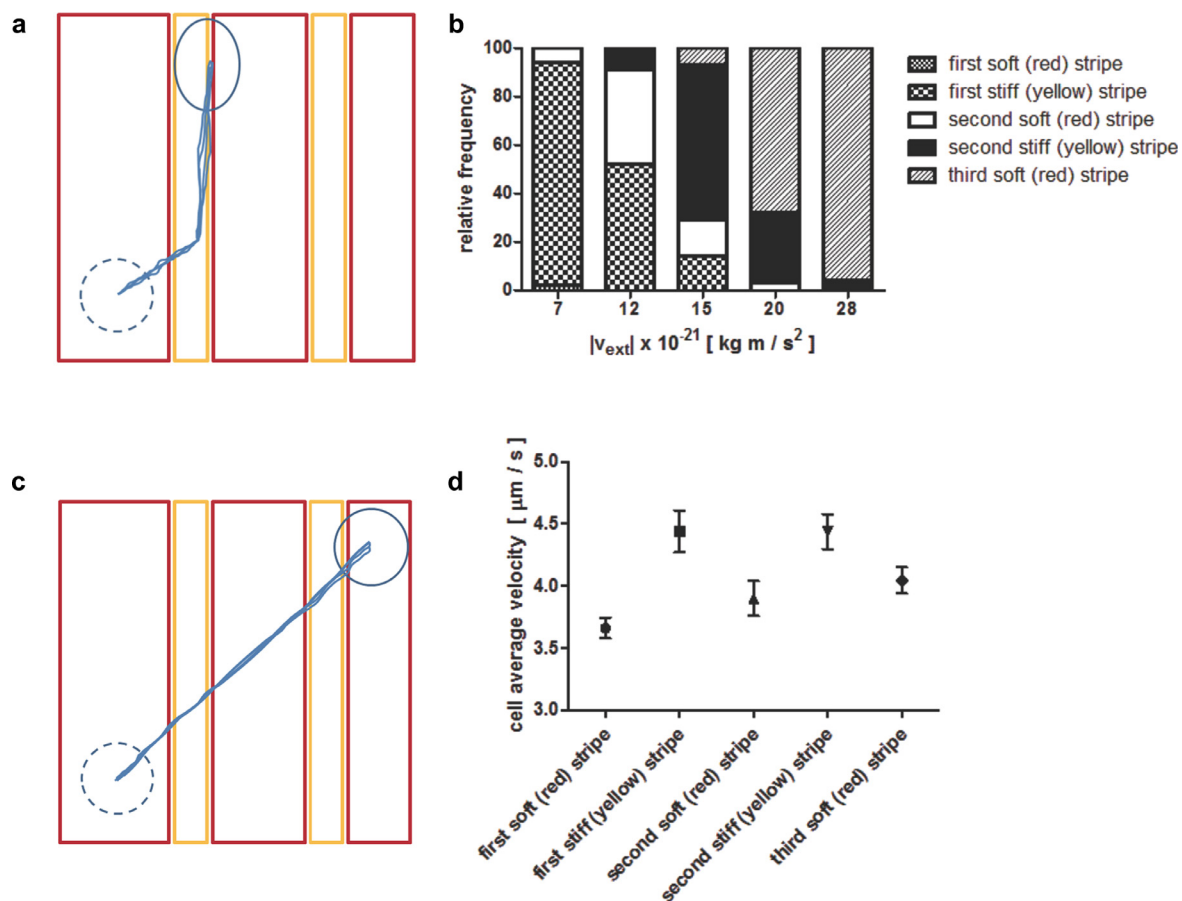 a
b
100
80
60
40
20
0
relative frequency
7 12 15 20 28
|vext| x 10-21 [ kg m / s2 ]
first soft (red) stripe
first stiff (yellow) stripe
second soft (red) stripe
second stiff (yellow) stripe
third soft (red) stripe
c
d
5.0
4.5
4.0
3.5
3.0
cell average velocity [ µm / s ]
first soft (red) stripe
first stiff (yellow) stripe
second soft (red) stripe
second stiff (yellow) stripe
third soft (red) stripe